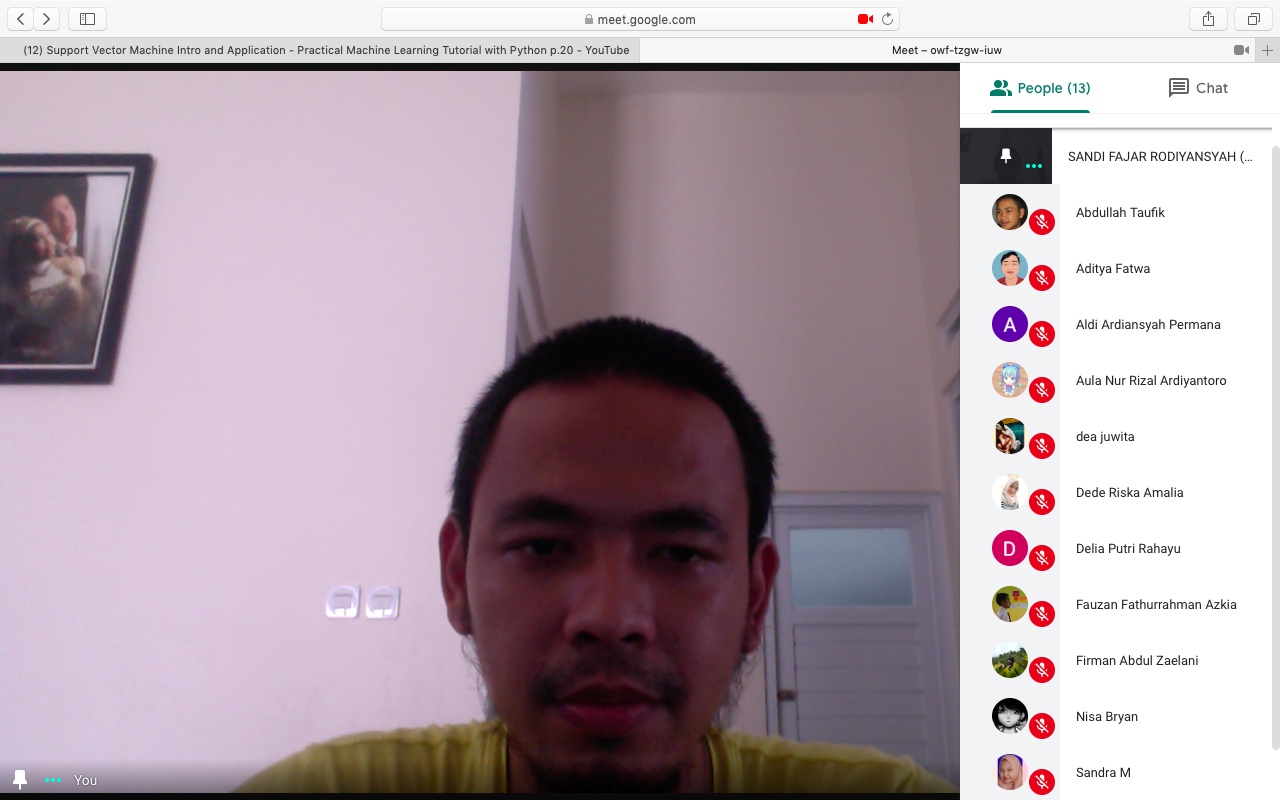 meet.google.com
(12) Support Vector Machine Intro and Application - Practical Machine Learning Tutorial with Python p.20 - YouTube
Meet – owf-tzgw-iuw
People (13)
Chat
SANDI FAJAR RODIYANSYAH (...
Abdullah Taufik
Aditya Fatwa
A
Aldi Ardiansyah Permana
Aula Nur Rizal Ardiyantoro
dea juwita
Dede Riska Amalia
D
Delia Putri Rahayu
Fauzan Fathurrahman Azkia
Firman Abdul Zaelani
Nisa Bryan
Sandra M
You